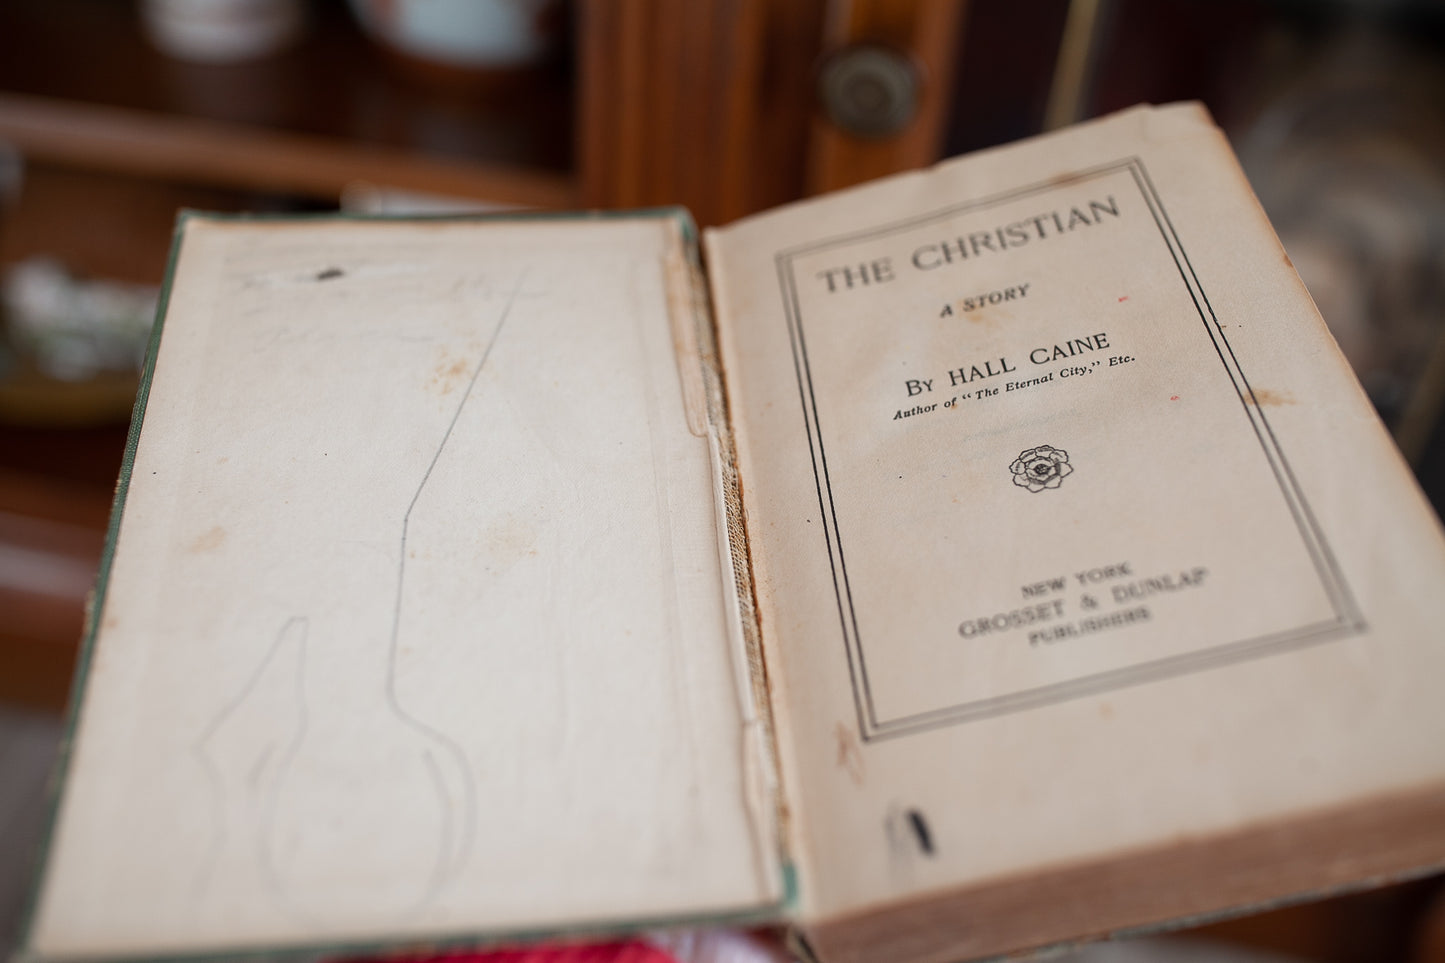 THE CHRISTIAN
A STORY
BY HALL CAINE
Author of “The Eternal City,” Etc.
NEW YORK
GROSSET & DUNLAP
PUBLISHERS